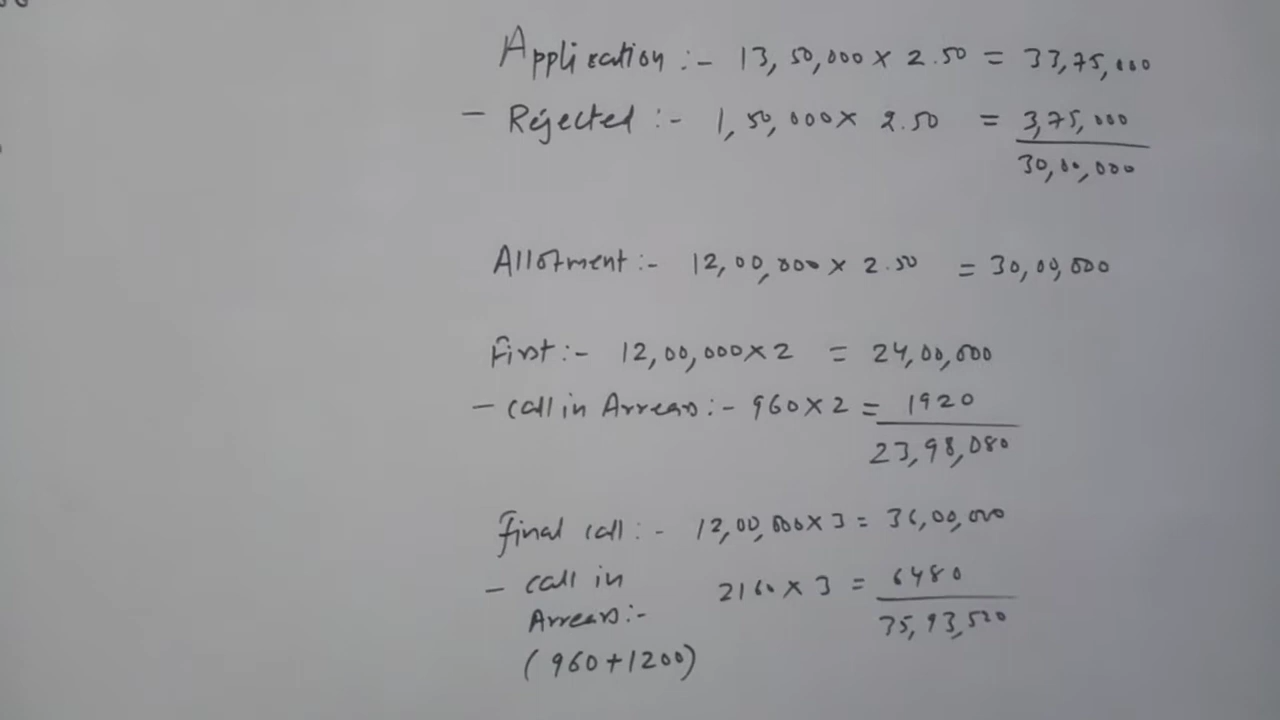 Application :- 13,50,000 x 2.50 = 33,75,000
- Rejected :- 1,50,000 x 2.50 = 3,75,000
30,00,000
Allotment :- 12,00,000 x 2.50 = 30,00,000
First :- 12,00,000 x 2 = 24,00,000
- Call in Arrears :- 960 x 2 = 1920
23,98,080
Final call :- 12,00,000 x 3 = 36,00,000
- Call in 2160 x 3 = 6480
Arrears :- 35,93,520
(960+1200)